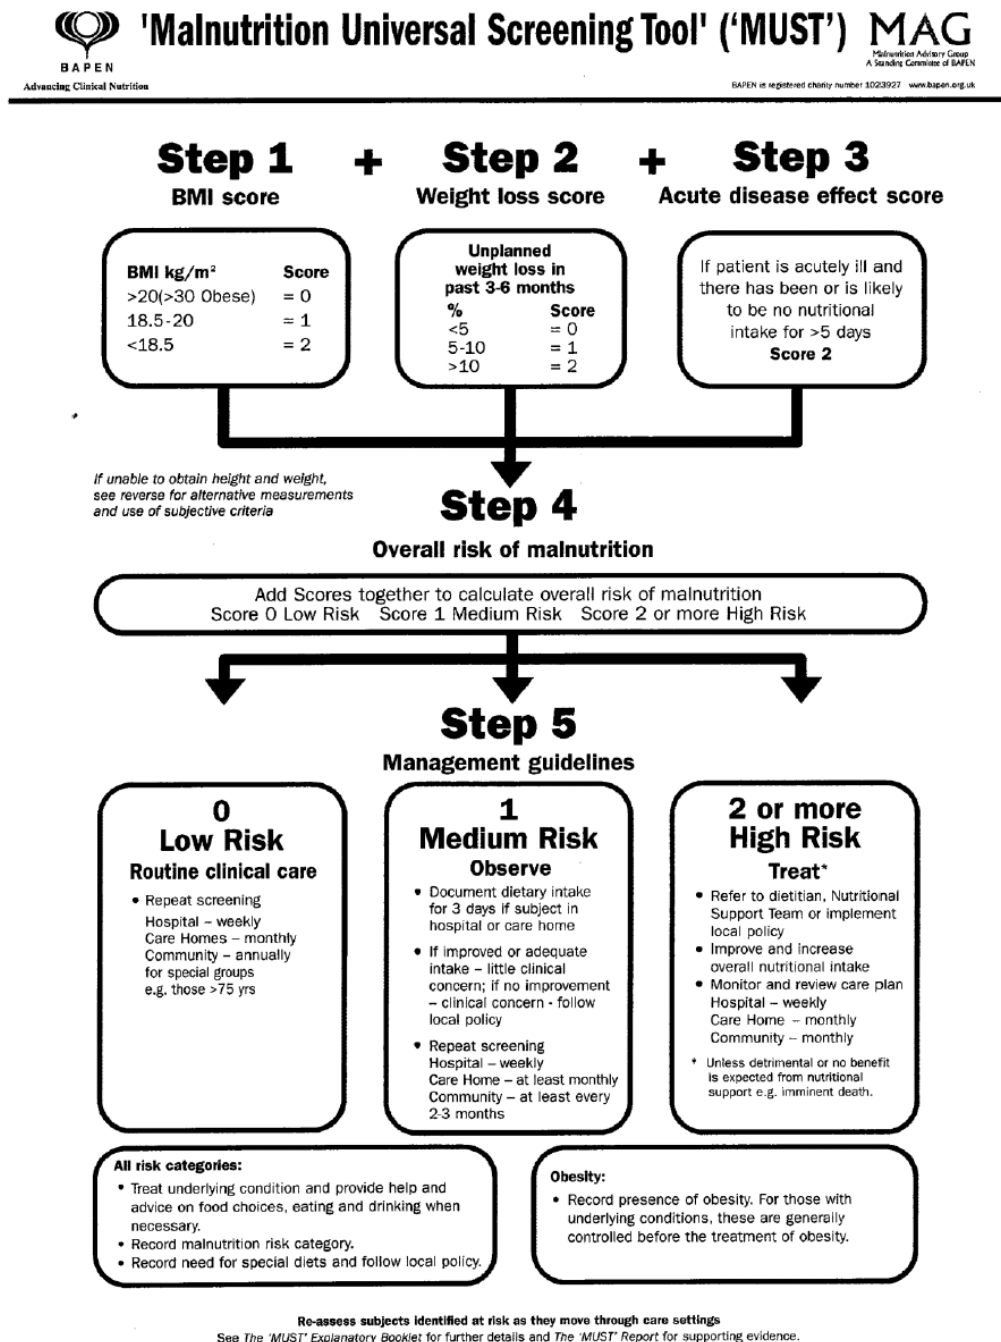 'Malnutrition Universal Screening Tool' ('MUST')
MAG
Malnutrition Advisory Group
A Standing Committee of BAPEN
BAPEN
Advancing Clinical Nutrition
BAPEN is registered charity number 1023927 www.bapen.org.uk
Step 1 + Step 2 + Step 3
BMI score
Weight loss score
Acute disease effect score
BMI kg/m² Score
>20(>30 Obese) = 0
18.5-20 = 1
<18.5 = 2
Unplanned
weight loss in
past 3-6 months
% Score
<5 = 0
5-10 = 1
>10 = 2
If patient is acutely ill and
there has been or is likely
to be no nutritional
intake for >5 days
Score 2
If unable to obtain height and weight,
see reverse for alternative measurements
and use of subjective criteria
Step 4
Overall risk of malnutrition
Add Scores together to calculate overall risk of malnutrition
Score 0 Low Risk Score 1 Medium Risk Score 2 or more High Risk
Step 5
Management guidelines
0
Low Risk
Routine clinical care
• Repeat screening
Hospital – weekly
Care Homes – monthly
Community – annually
for special groups
e.g. those >75 yrs
1
Medium Risk
Observe
• Document dietary intake
for 3 days if subject in
hospital or care home
• If improved or adequate
intake – little clinical
concern; if no improvement
– clinical concern - follow
local policy
• Repeat screening
Hospital – weekly
Care Home – at least monthly
Community – at least every
2-3 months
2 or more
High Risk
Treat*
• Refer to dietitian, Nutritional
Support Team or implement
local policy
• Improve and increase
overall nutritional intake
• Monitor and review care plan
Hospital – weekly
Care Home – monthly
Community – monthly
* Unless detrimental or no benefit
is expected from nutritional
support e.g. imminent death.
All risk categories:
• Treat underlying condition and provide help and
advice on food choices, eating and drinking when
necessary.
• Record malnutrition risk category.
• Record need for special diets and follow local policy.
Obesity:
• Record presence of obesity. For those with
underlying conditions, these are generally
controlled before the treatment of obesity.
Re-assess subjects identified at risk as they move through care settings
See The 'MUST' Explanatory Booklet for further details and The 'MUST' Report for supporting evidence.